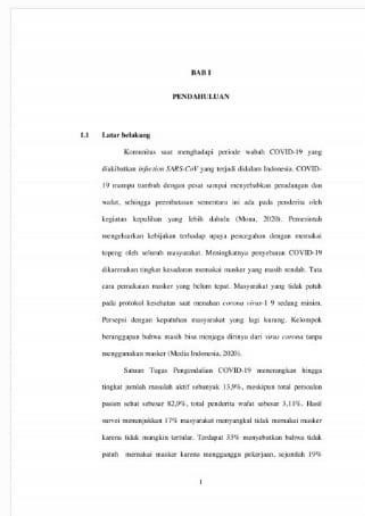 BAB I
PENDAHULUAN
1.1 Latar belakang
Komunitas saat menghadapi periode wabah COVID-19 yang
diakibatkan infection SARS-CoV yang terjadi didalam Indonesia. COVID-
19 mampu tumbuh dengan pesat sampai menyebabkan peradangan dan
wafat, sehingga pembatasan sementara ini ada pada penderita oleh
kegiatan kepulihan yang lebih dahulu (Mona, 2020). Pemerintah
mengeluarkan kebijakan terhadap upaya pencegahan dengan memakai
topeng oleh seluruh masyarakat. Meningkatnya penyebaran COVID-19
dikarenakan tingkat kesadaran memakai masker yang masih rendah. Tata
cara pemakaian masker yang belum tepat. Masyarakat yang tidak patuh
pada protokol kesehatan saat menahan corona virus-1 9 sedang minim.
Persepsi dengan kepatuhan masyarakat yang lagi kurang. Kelompok
beranggapan bahwa masih bisa menjaga dirinya dari virus corona tanpa
menggunakan masker (Media Indonesia, 2020).
Satuan Tugas Pengendalian COVID-19 menerangkan hingga
tingkat jumlah masalah aktif sebanyak 13,9%, meskipun total persoalan
pasien sehat sebesar 82,9%, total penderita wafat sebesar 3,11%. Hasil
survei menunjukkan 17% masyarakat menyangkal tidak memakai masker
karena tidak mungkin tertular. Terdapat 33% menyebutkan bahwa tidak
patuh memakai masker karena mengganggu pekerjaan, sejumlah 19%
1